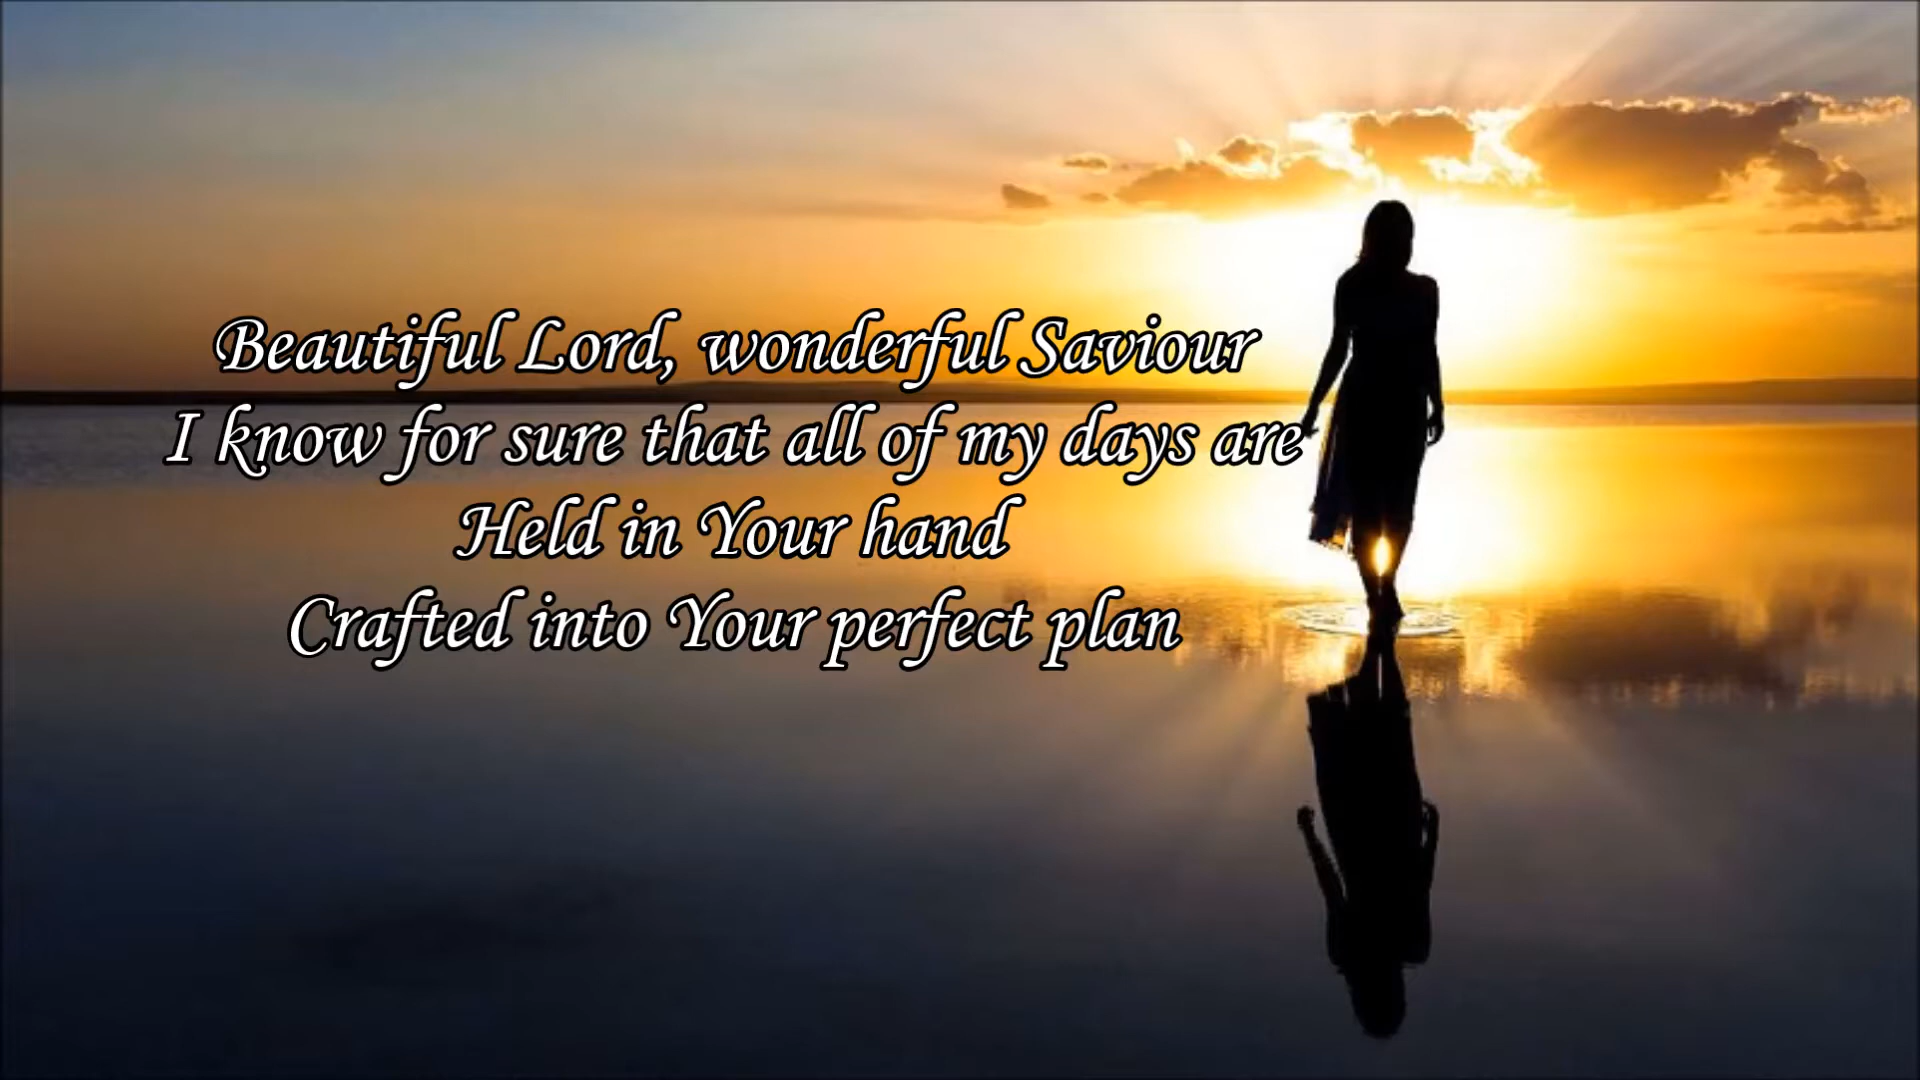 Beautiful Lord, wonderful Saviour
I know for sure that all of my days are
Held in Your hand
Crafted into Your perfect plan